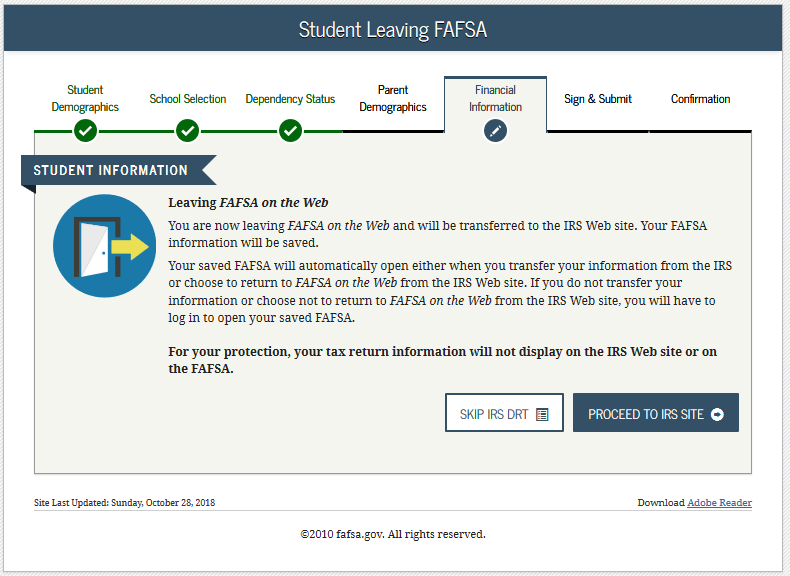 Student Leaving FAFSA
Student
Demographics
School Selection
Dependency Status
Parent
Demographics
Financial
Information
Sign & Submit
Confirmation
STUDENT INFORMATION
Leaving FAFSA on the Web
You are now leaving FAFSA on the Web and will be transferred to the IRS Web site. Your FAFSA
information will be saved.
Your saved FAFSA will automatically open either when you transfer your information from the IRS
or choose to return to FAFSA on the Web from the IRS Web site. If you do not transfer your
information or choose not to return to FAFSA on the Web from the IRS Web site, you will have to
log in to open your saved FAFSA.
For your protection, your tax return information will not display on the IRS Web site or on
the FAFSA.
SKIP IRS DRT
PROCEED TO IRS SITE
Site Last Updated: Sunday, October 28, 2018
Download Adobe Reader
©2010 fafsa.gov. All rights reserved.